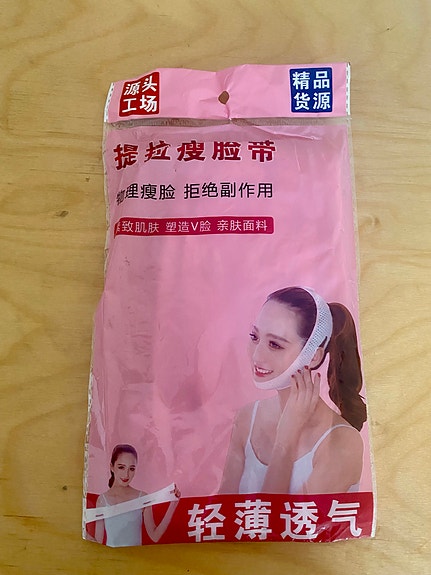 源头
工场
精品
货源
提拉瘦脸带
物理瘦脸 拒绝副作用
紧致肌肤 塑造V脸 亲肤面料
轻薄透气